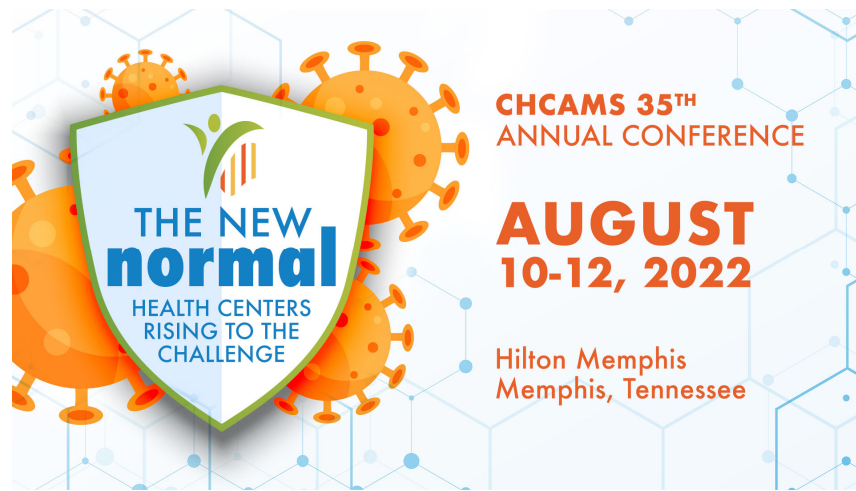 THE NEW
normal
HEALTH CENTERS
RISING TO THE
CHALLENGE
CHCAMS 35TH
ANNUAL CONFERENCE
AUGUST
10-12, 2022
Hilton Memphis
Memphis, Tennessee